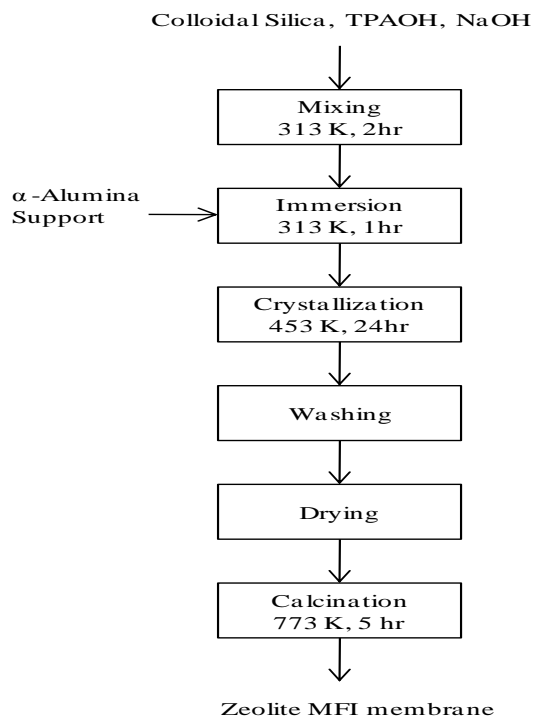 Colloidal Silica, TPAOH, NaOH
Mixing
313 K, 2hr
α-Alumina
Support
Immersion
313 K, 1hr
Crystallization
453 K, 24hr
Washing
Drying
Calcination
773 K, 5 hr
Zeolite MFI membrane